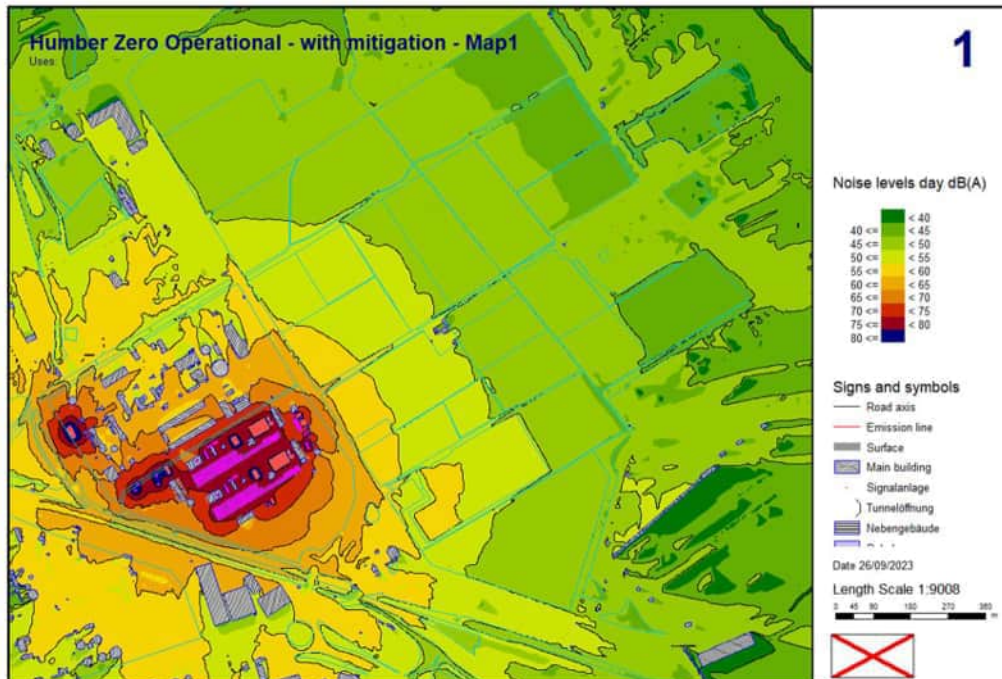 Humber Zero Operational - with mitigation - Map1
Uses
1
Noise levels day dB(A)
< 40
40 <= < 45
45 <= < 50
50 <= < 55
55 <= < 60
60 <= < 65
65 <= < 70
70 <= < 75
75 <= < 80
80 <=
Signs and symbols
Road axis
Emission line
Surface
Main building
Signalanlage
Tunnelöffnung
Nebengebäude
Date 26/09/2023
Length Scale 1:9008
0 45 90 180 270 360
m